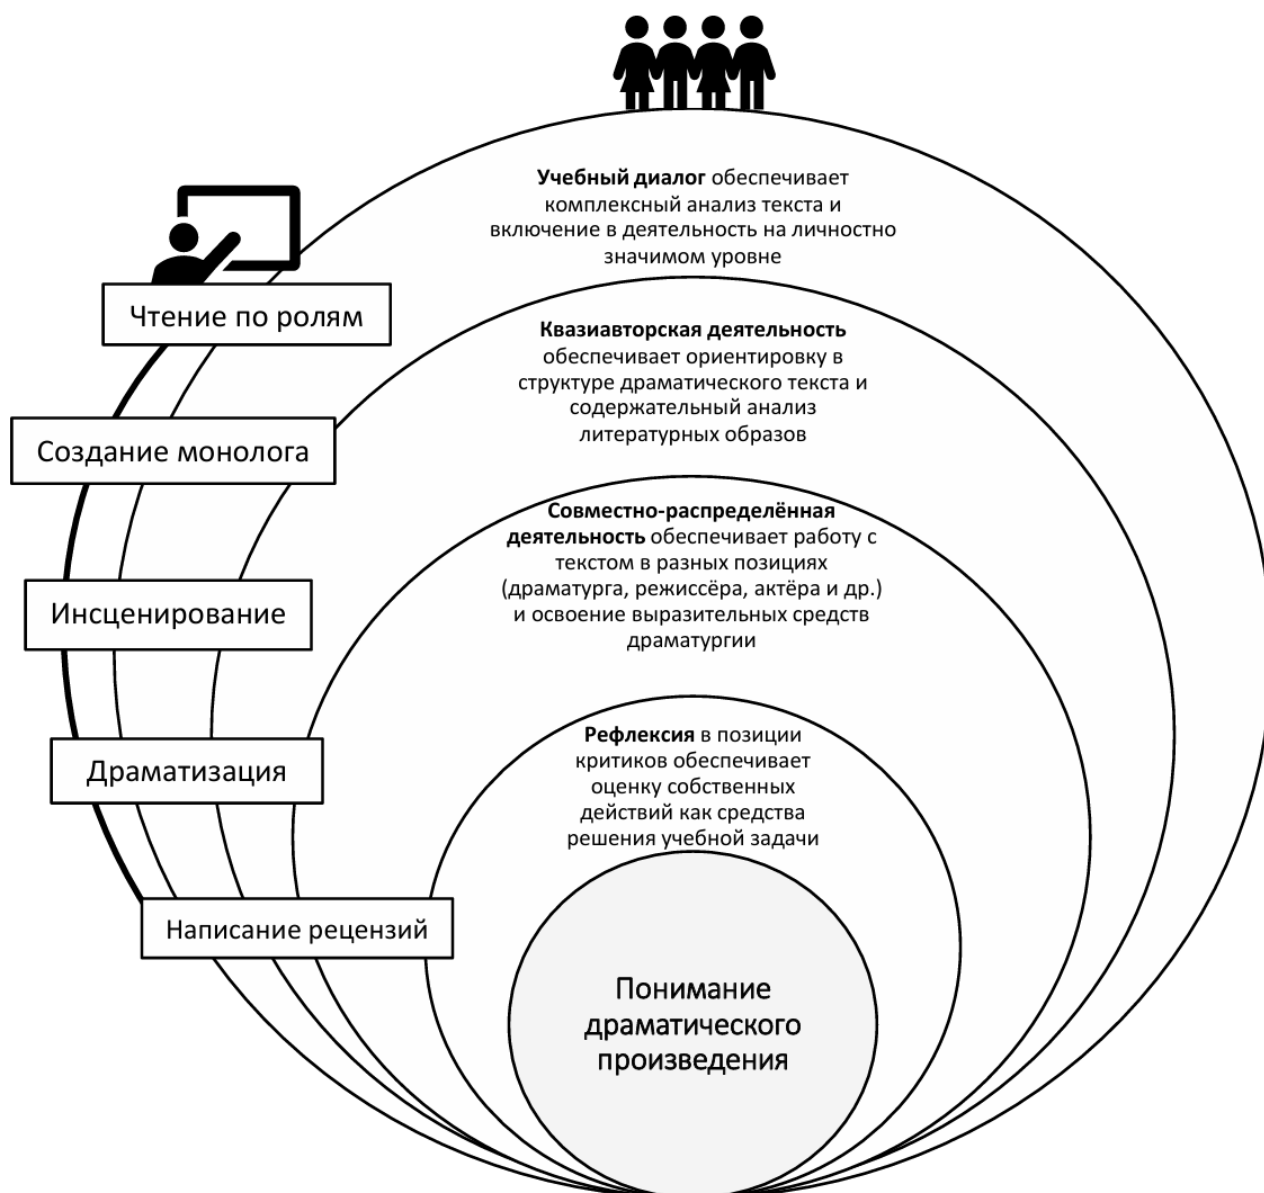 Учебный диалог обеспечивает
комплексный анализ текста и
включение в деятельность на личностно
значимом уровне
Чтение по ролям
Квазиавторская деятельность
обеспечивает ориентировку в
структуре драматического текста и
содержательный анализ
литературных образов
Создание монолога
Совместно-распределённая
деятельность обеспечивает работу с
текстом в разных позициях
(драматурга, режиссёра, актёра и др.)
и освоение выразительных средств
драматургии
Инсценирование
Рефлексия в позиции
критиков обеспечивает
оценку собственных
действий как средства
решения учебной задачи
Драматизация
Написание рецензий
Понимание
драматического
произведения